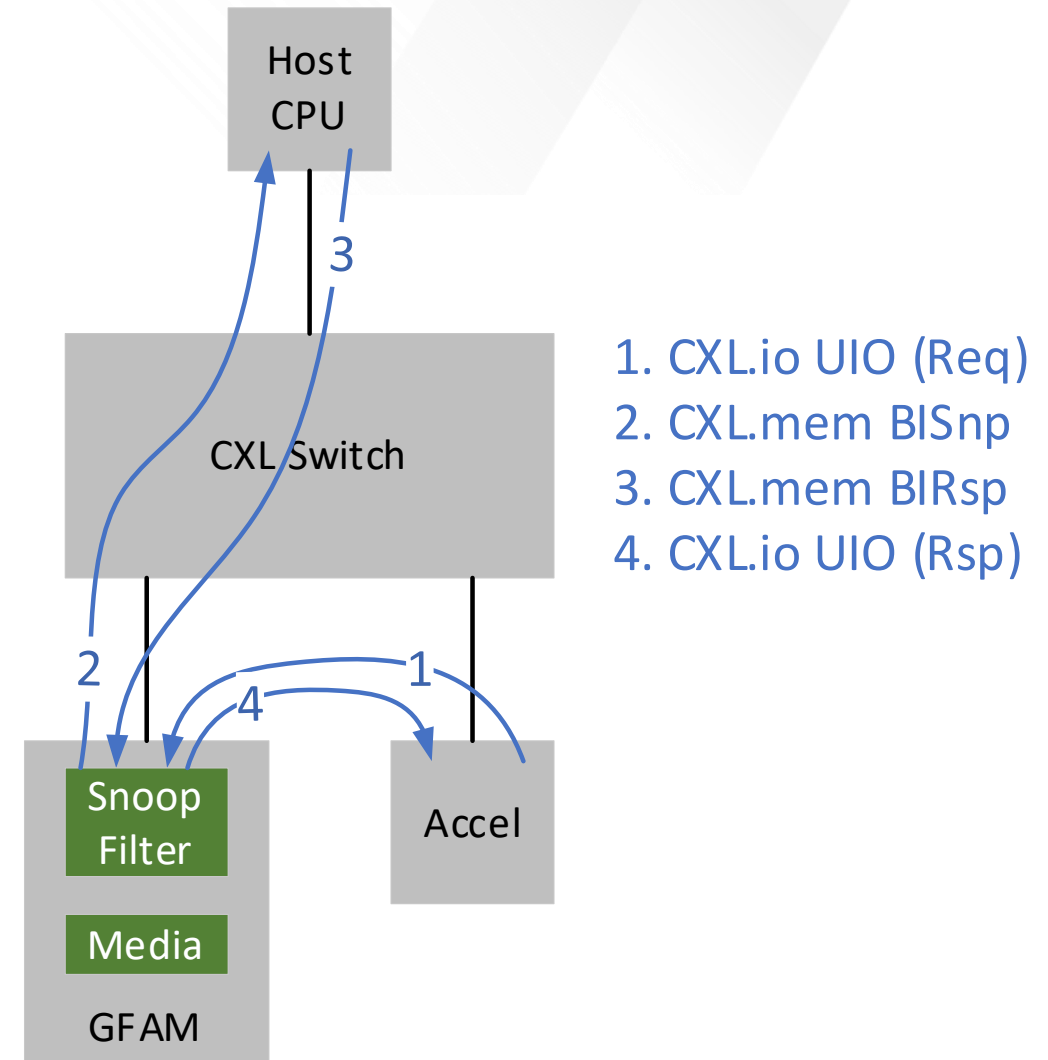 Host
CPU
3
CXL Switch
1. CXL.io UIO (Req)
2. CXL.mem BISnp
3. CXL.mem BIRsp
4. CXL.io UIO (Rsp)
2
1
4
Snoop
Filter
Accel
Media
GFAM